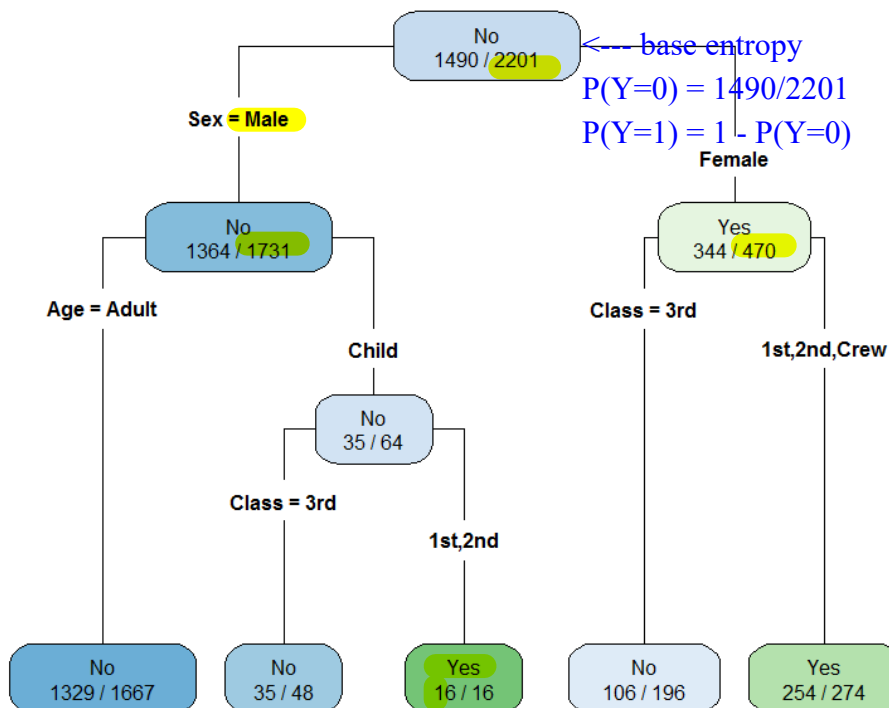 No
1490 / 2201
<--- base entropy
P(Y=0) = 1490/2201
P(Y=1) = 1 - P(Y=0)
Sex = Male
Female
No
1364 / 1731
Yes
344 / 470
Age = Adult
Child
Class = 3rd
1st,2nd,Crew
No
35 / 64
Class = 3rd
1st,2nd
No
1329 / 1667
No
35 / 48
Yes
16 / 16
No
106 / 196
Yes
254 / 274